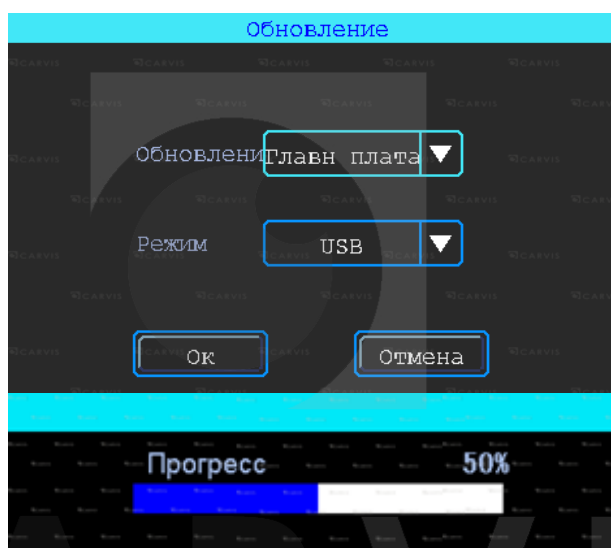 Обновление
Обновлени Главн плата
Режим USB
Ок Отмена
Прогресс 50%